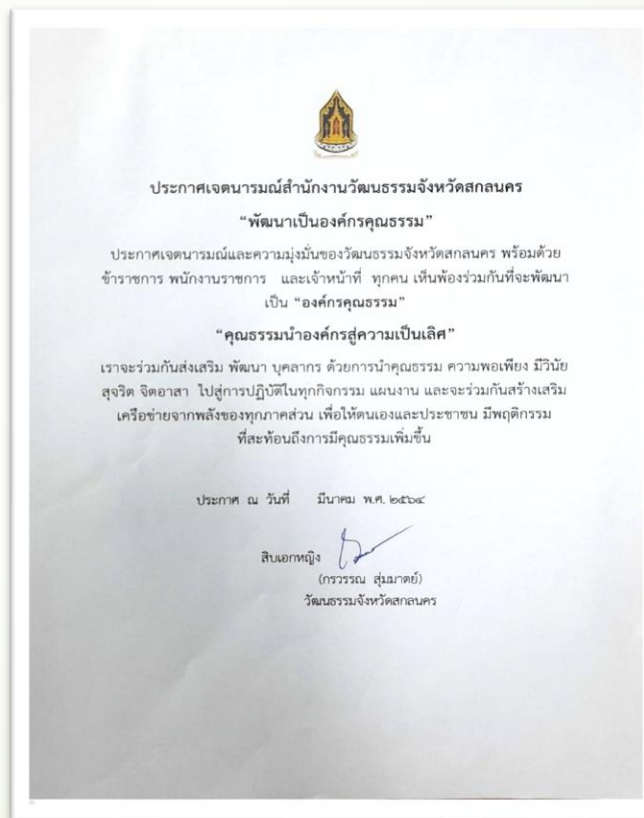 ประกาศเจตนารมณ์สำนักงานวัฒนธรรมจังหวัดสกลนคร
“พัฒนาเป็นองค์กรคุณธรรม”
ประกาศเจตนารมณ์และความมุ่งมั่นของวัฒนธรรมจังหวัดสกลนคร พร้อมด้วย
ข้าราชการ พนักงานราชการ และเจ้าหน้าที่ ทุกคน เห็นพ้องร่วมกันที่จะพัฒนา
เป็น “องค์กรคุณธรรม”
“คุณธรรมนำองค์กรสู่ความเป็นเลิศ”
เราจะร่วมกันส่งเสริม พัฒนา บุคลากร ด้วยการนำคุณธรรม ความพอเพียง มีวินัย
สุจริต จิตอาสา ไปสู่การปฏิบัติในทุกกิจกรรม แผนงาน และจะร่วมกันสร้างเสริม
เครือข่ายจากพลังของทุกภาคส่วน เพื่อให้ตนเองและประชาชน มีพฤติกรรม
ที่สะท้อนถึงการมีคุณธรรมเพิ่มขึ้น
ประกาศ ณ วันที่ มีนาคม พ.ศ. ๒๕๖๔
สิบเอกหญิง
(กรวรรณ สุ่มมาตย์)
วัฒนธรรมจังหวัดสกลนคร